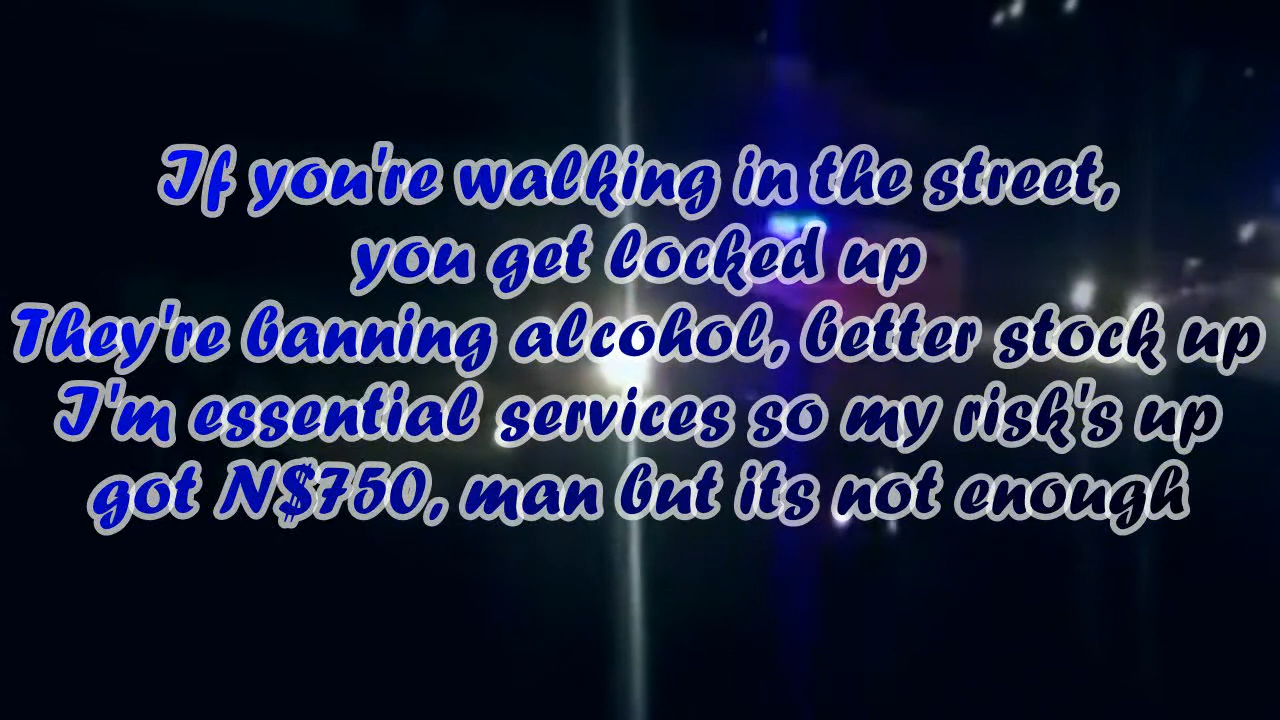 If you're walking in the street,
you get locked up
They're banning alcohol, better stock up
I'm essential services so my risk's up
got N$750, man but its not enough